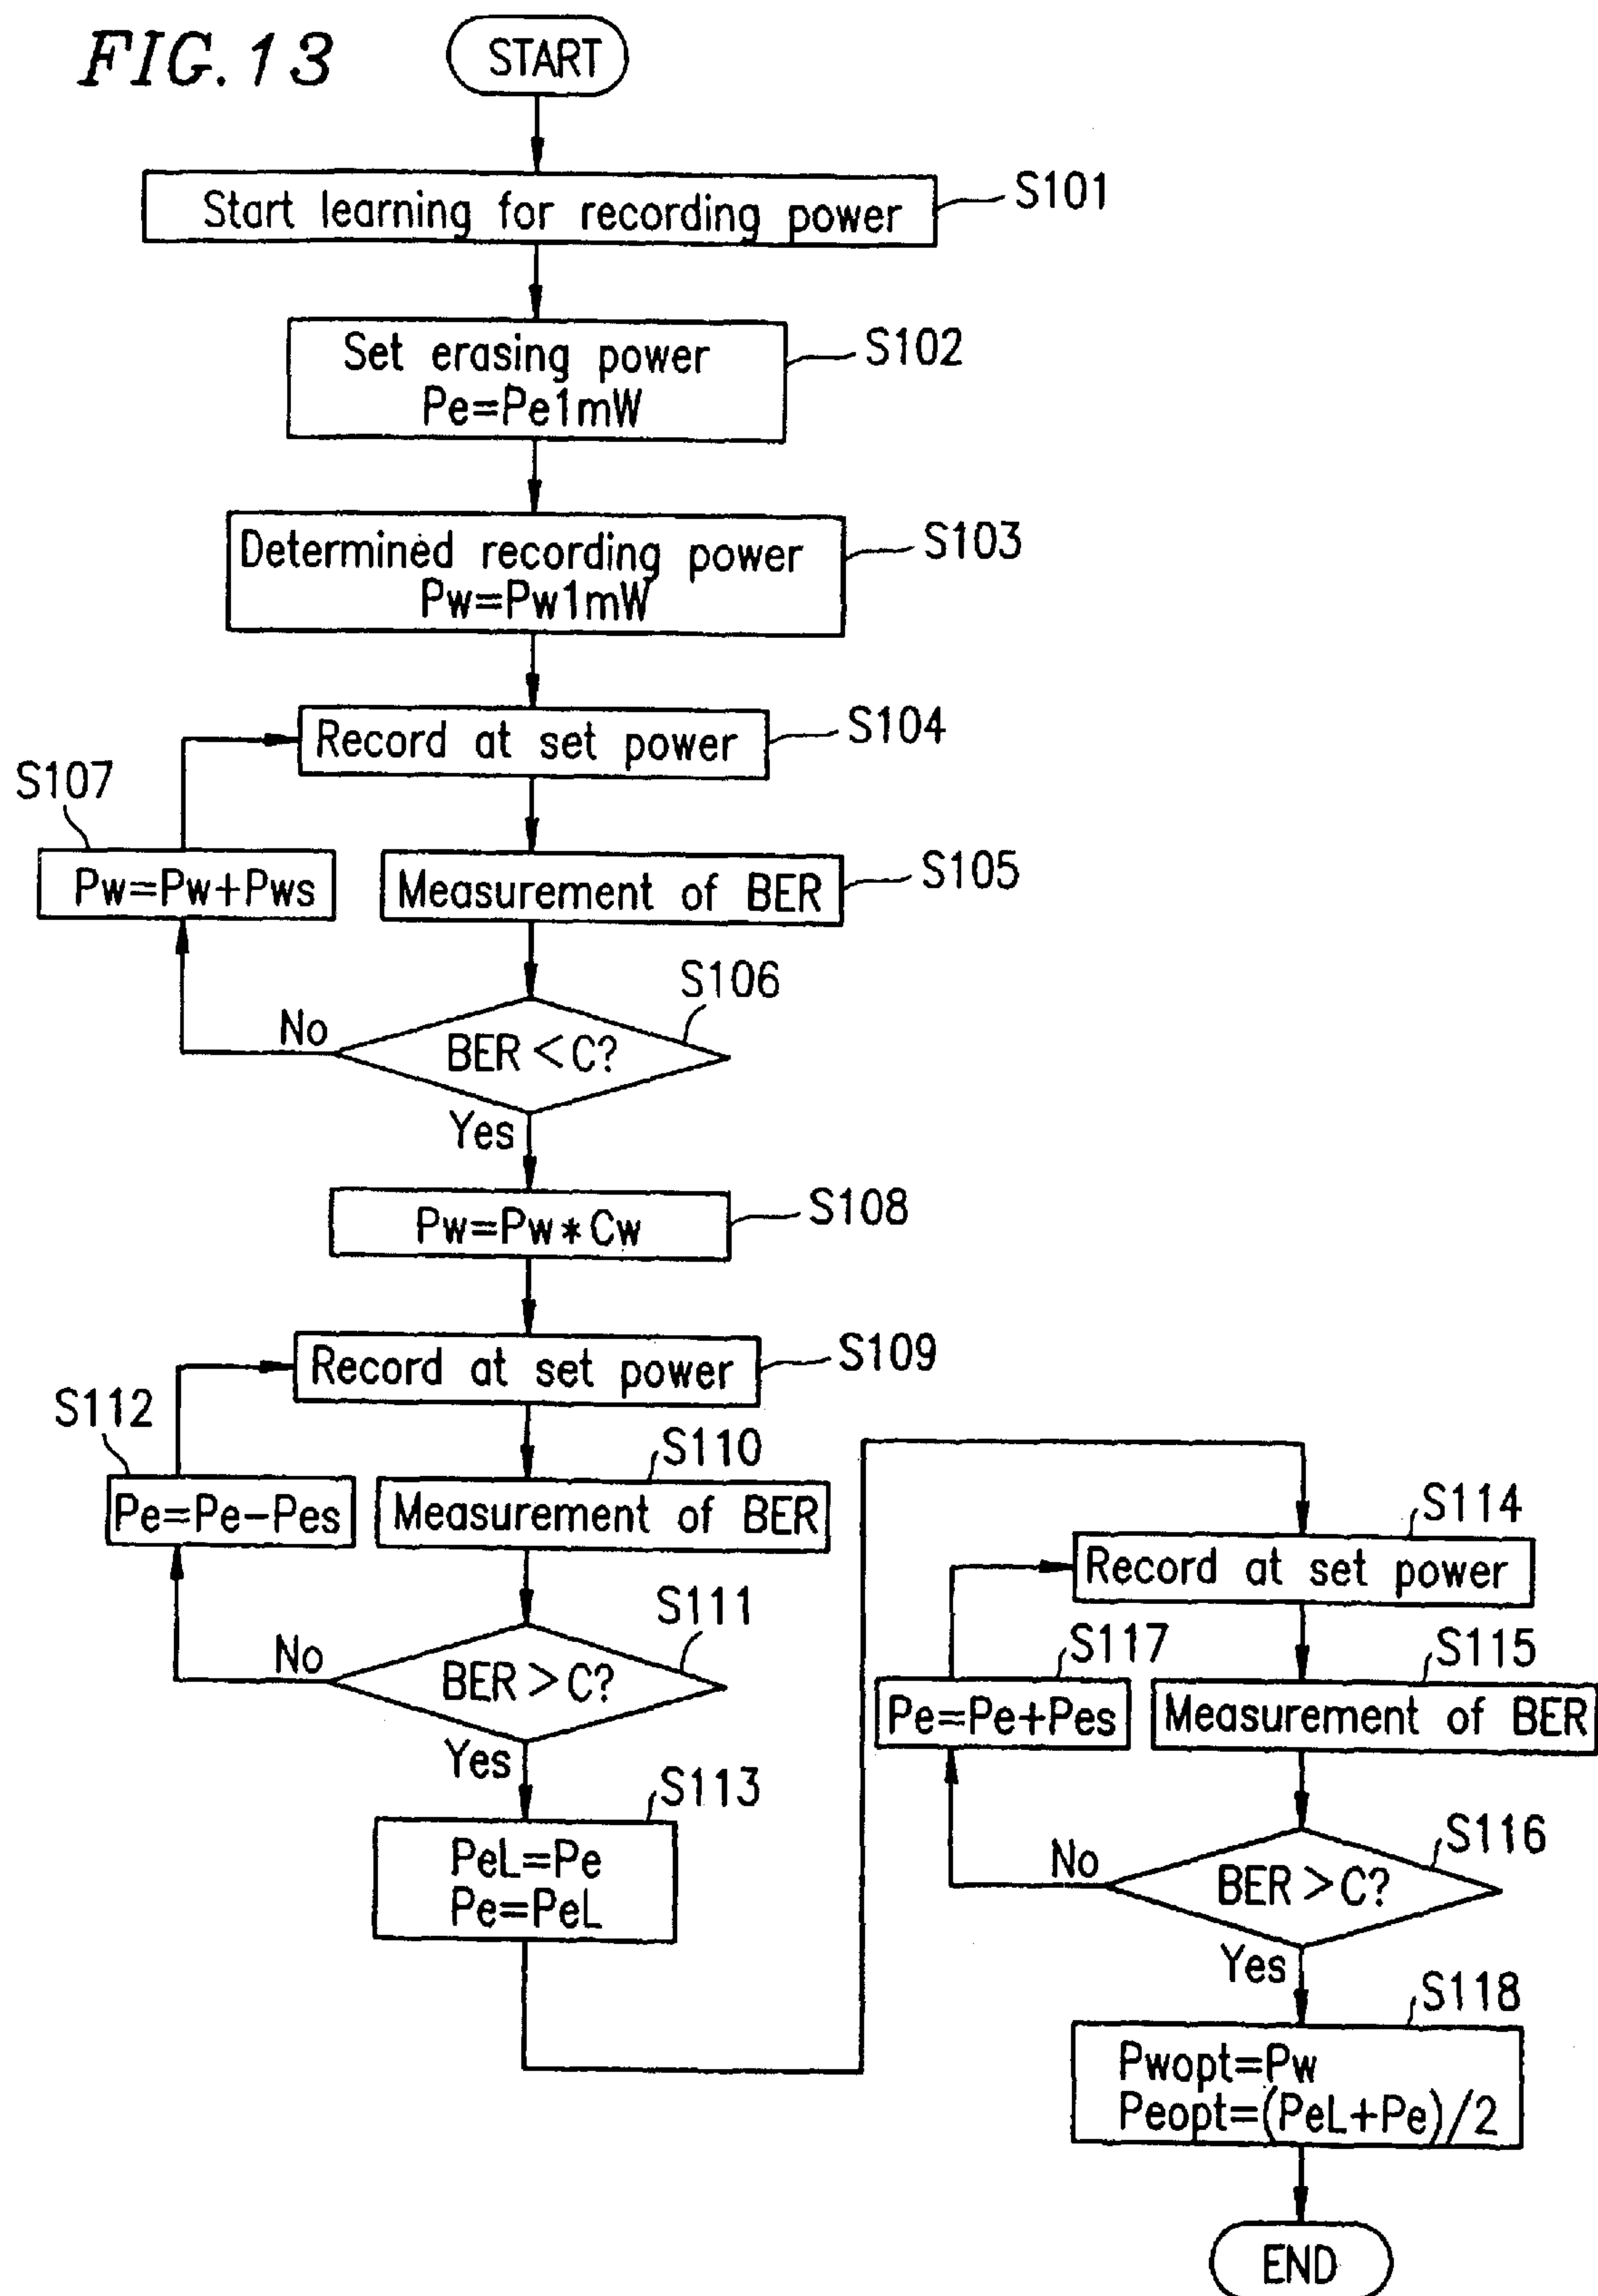 FIG.13
START
Start learning for recording power
S101
Set erasing power
Pe=Pe1mW
S102
Determined recording power
Pw=Pw1mW
S103
Record at set power
S104
S107
Pw=Pw+Pws
Measurement of BER
S105
S106
No
BER<C?
Yes
Pw=Pw*Cw
S108
Record at set power
S109
S112
Pe=Pe-Pes
S110
Measurement of BER
S111
No
BER>C?
Yes
S113
PeL=Pe
Pe=PeL
S114
Record at set power
S117
Pe=Pe+Pes
S115
Measurement of BER
S116
No
BER>C?
Yes
S118
Pwopt=Pw
Peopt=(PeL+Pe)/2
END